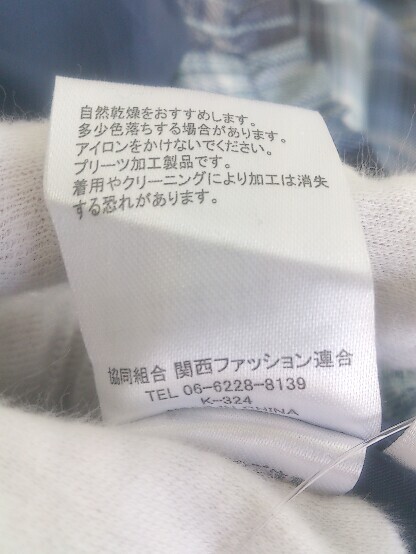 自然乾燥をおすすめします。
多少色落ちする場合があります。
アイロンをかけないでください。
プリーツ加工製品です。
着用やクリーニングにより加工は消失
する恐れがあります。
協同組合 関西ファッション連合
TEL 06-6228-8139
K-324
IN CHINA